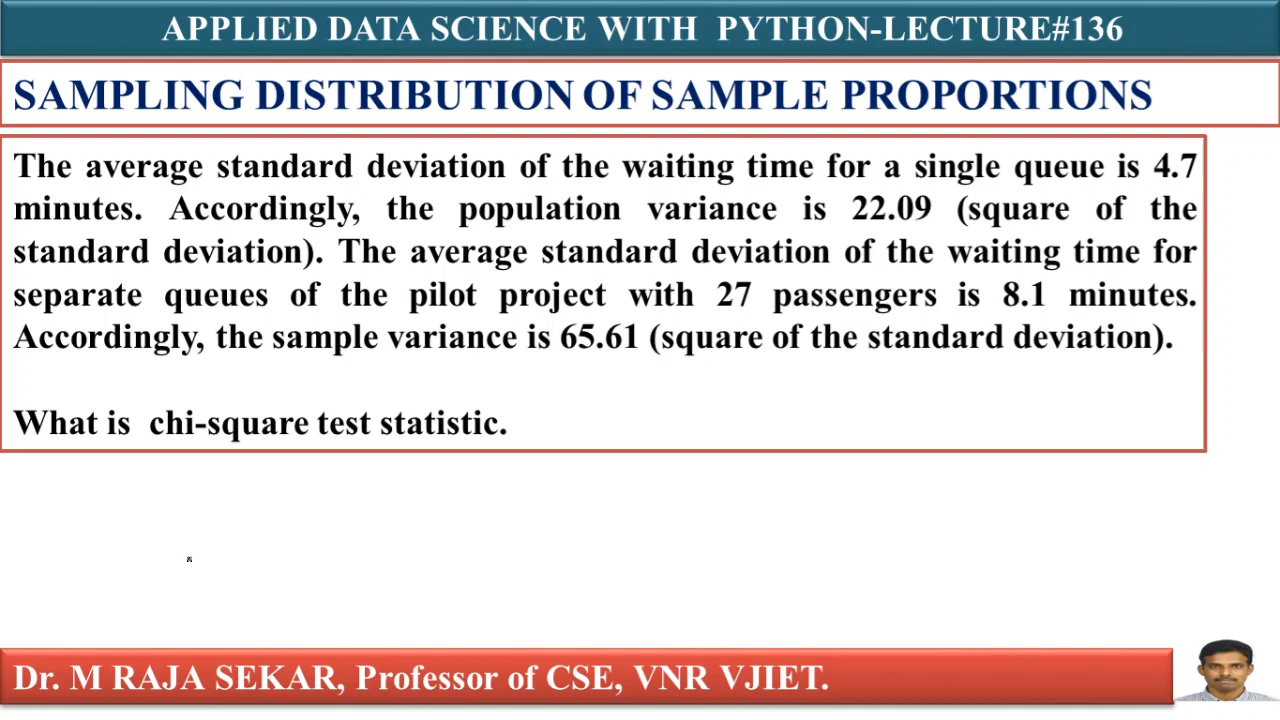 APPLIED DATA SCIENCE WITH PYTHON-LECTURE#136
SAMPLING DISTRIBUTION OF SAMPLE PROPORTIONS
The average standard deviation of the waiting time for a single queue is 4.7
minutes. Accordingly, the population variance is 22.09 (square of the
standard deviation). The average standard deviation of the waiting time for
separate queues of the pilot project with 27 passengers is 8.1 minutes.
Accordingly, the sample variance is 65.61 (square of the standard deviation).
What is chi-square test statistic.
Dr. M RAJA SEKAR, Professor of CSE, VNR VJIET.